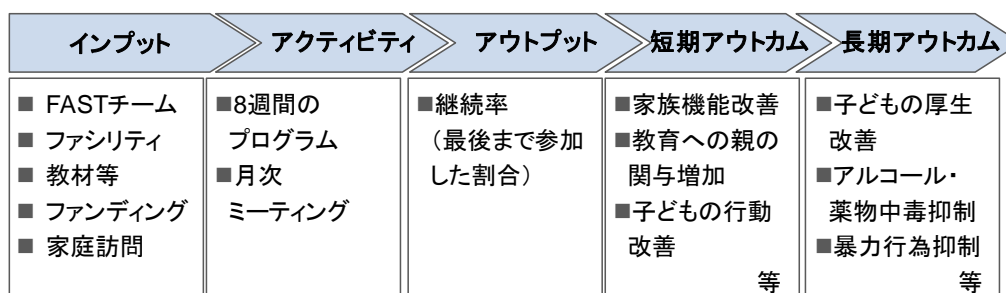 インプット
アクティビティ
アウトプット
短期アウトカム
長期アウトカム
■ FASTチーム
■ ファシリティ
■ 教材等
■ ファンディング
■ 家庭訪問
■8週間の
プログラム
■月次
ミーティング
■継続率
（最後まで参加
した割合）
■家族機能改善
■教育への親の
関与増加
■子どもの行動
改善
等
■子どもの厚生
改善
■アルコール・
薬物中毒抑制
■暴力行為抑制
等